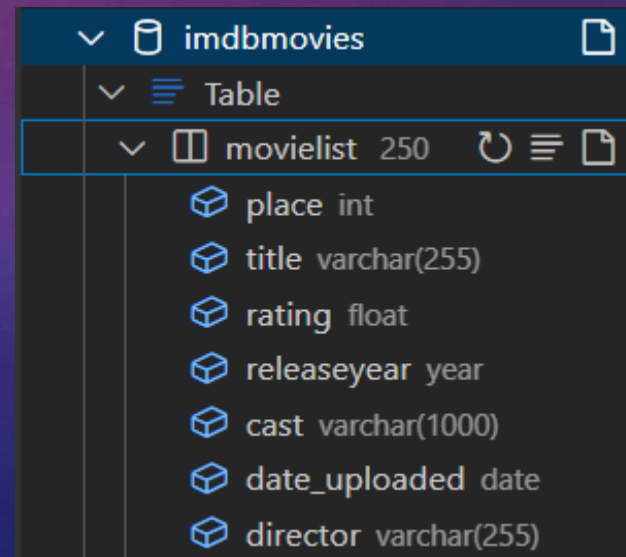 imdbmovies
Table
movielist 250
place int
title varchar(255)
rating float
releaseyear year
cast varchar(1000)
date_uploaded date
director varchar(255)